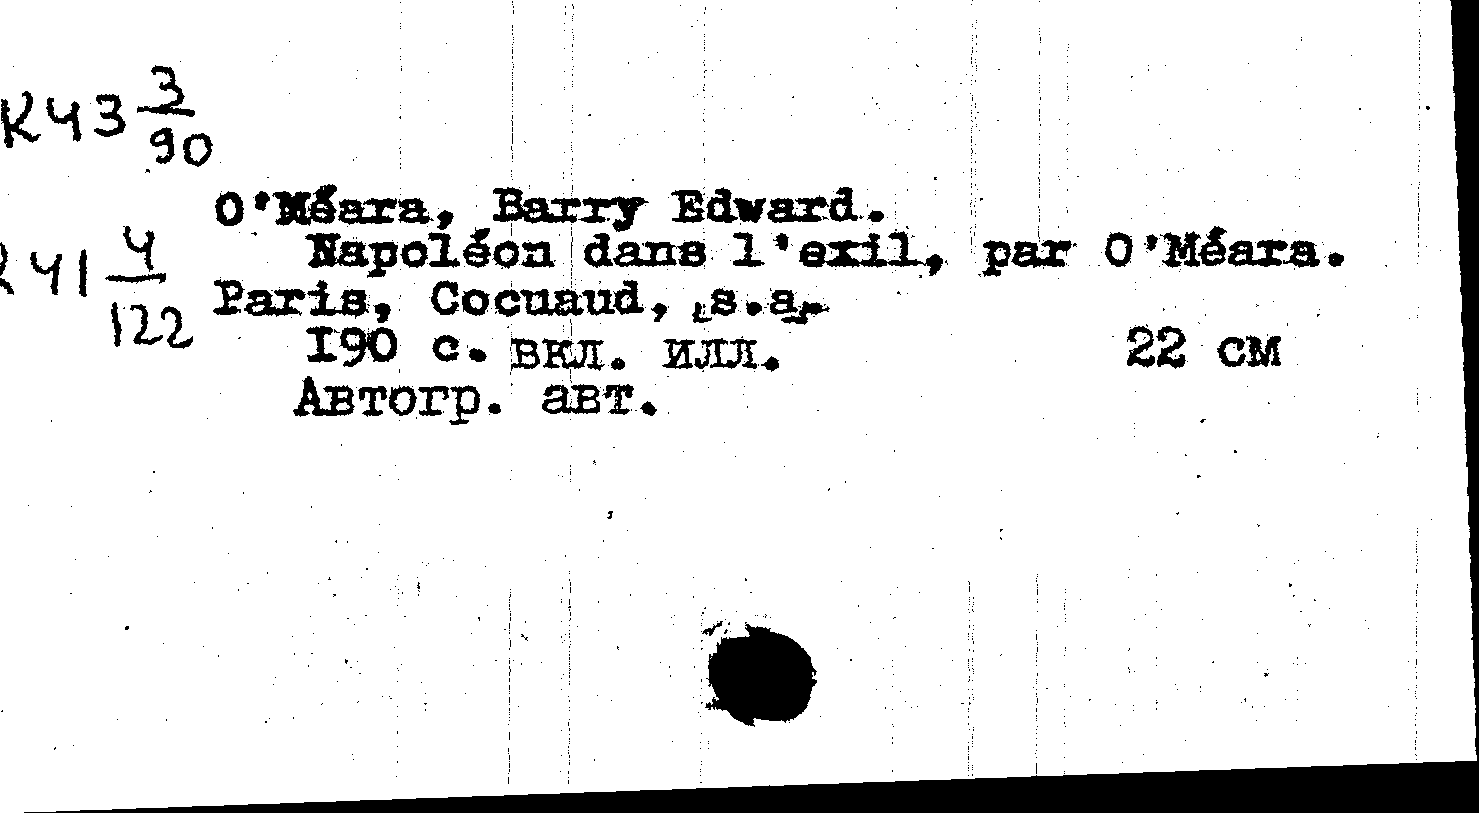 К43 3/90
O'Méara, Barry Edward.
Napoléon dans l'exil, par O'Méara.
К41 4/122
Paris, Cocuaud, s.a.
I90 с. вкл. илл. 22 см
Автогр. авт.